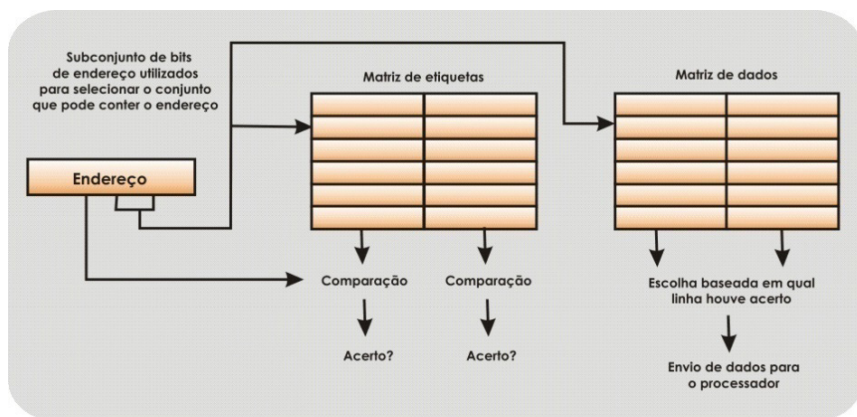 Subconjunto de bits
de endereço utilizados
para selecionar o conjunto
que pode conter o endereço
Matriz de etiquetas
Matriz de dados
Endereço
Comparação
Comparação
Escolha baseada em qual
linha houve acerto
Acerto?
Acerto?
Envio de dados para
o processador